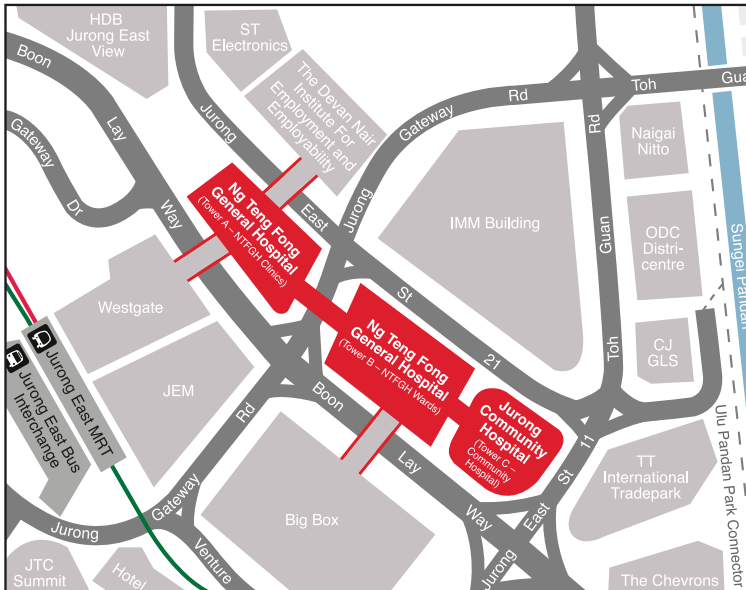 HDB
Jurong East
View
ST
Electronics
The Devan Nair
Institute For
Employment and
Employability
Boon
Lay
Way
Gateway
Dr
Jurong
East
St
21
Jurong
Gateway
Rd
Toh
Gua
Rd
Guan
Toh
Naigai
Nitto
ODC
Distri-
centre
CJ
GLS
Sungei Pandan
Ulu Pandan Park Connector
IMM Building
Ng Teng Fong
General Hospital
(Tower A – NTFGH Clinics)
Ng Teng Fong
General Hospital
(Tower B – NTFGH Wards)
Jurong
Community
Hospital
(Tower C –
Community
Hospital)
Westgate
JEM
Jurong East MRT
Jurong East Bus
Interchange
Rd
Gateway
Jurong
Boon
Lay
Way
Big Box
Venture
Jurong
East
St
11
TT
International
Tradepark
The Chevrons
JTC
Summit
Hotel